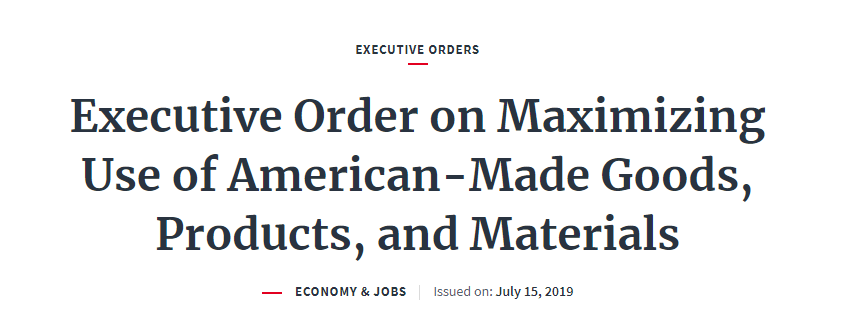 EXECUTIVE ORDERS
Executive Order on Maximizing
Use of American-Made Goods,
Products, and Materials
ECONOMY & JOBS | Issued on: July 15, 2019